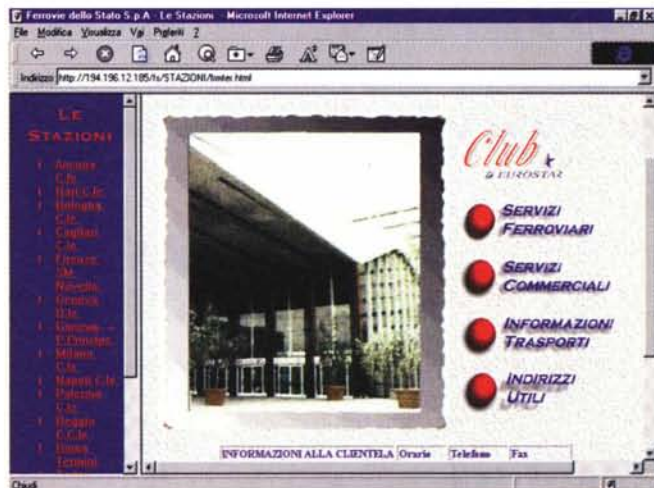 Ferrovie dello Stato S.p.A - Le Stazioni - Microsoft Internet Explorer
File Modifica Visualizza Vai Preferiti ?
Indirizzo http://194.196.12.185/fs/STAZIONI/
LE
STAZIONI
Ancona
C.le
Bari C.le
Bologna
C.le
Cagliari
C.le
Firenze
SM
Novella
Genova
Genova -
P.Principe
Milano
C.le
Napoli C.le
Palermo
C.le
Reggio
C.C.le
Roma
Termini
Club
EUROSTAR
SERVIZI
FERROVIARI
SERVIZI
COMMERCIALI
INFORMAZIONI
TRASPORTI
INDIRIZZI
UTILI
INFORMAZIONI ALLA CLIENTELA Orario Telefono Fax
Chiudi